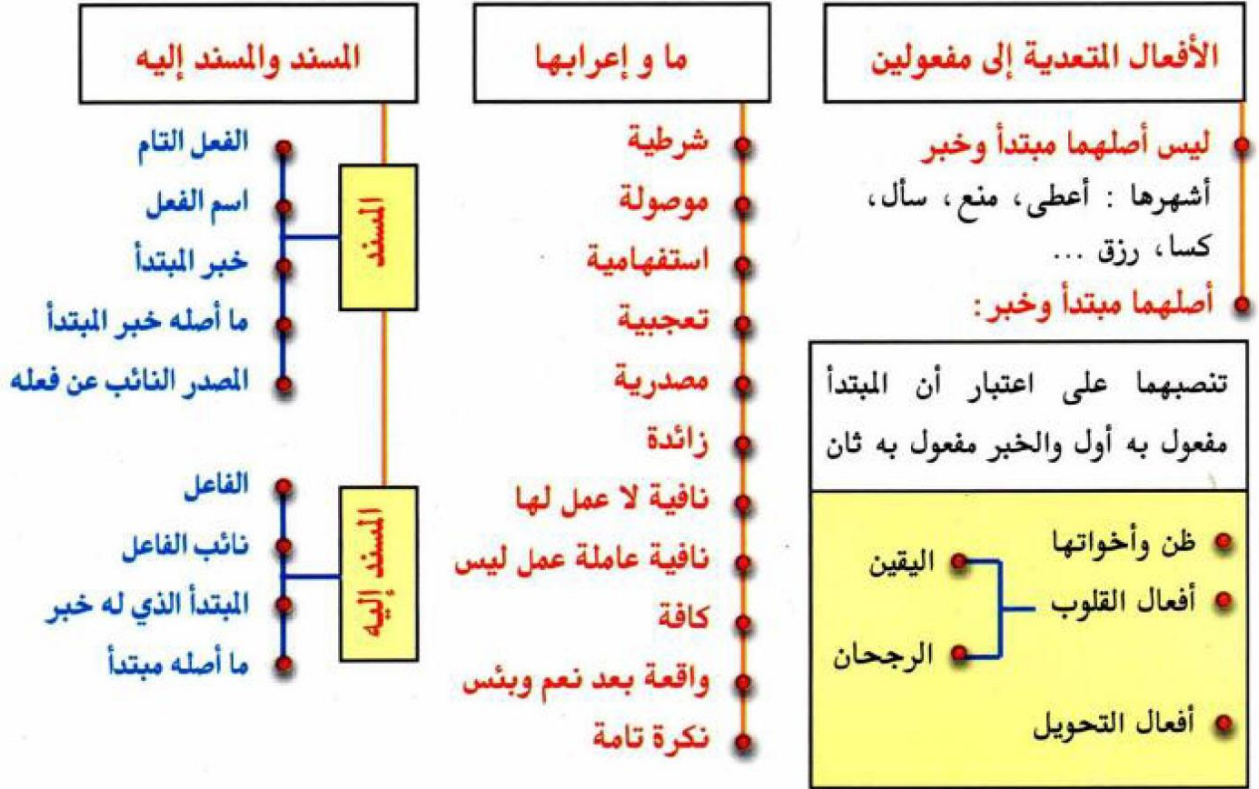 الأفعال المتعدية إلى مفعولين
ليس أصلهما مبتدأ وخبر
أشهرها : أعطى، منع، سأل،
كسا، رزق ...
أصلهما مبتدأ وخبر:
تنصبهما على اعتبار أن المبتدأ
مفعول به أول والخبر مفعول به ثان
ظن وأخواتها
أفعال القلوب
اليقين
الرجحان
أفعال التحويل
ما و إعرابها
شرطية
موصولة
استفهامية
تعجبية
مصدرية
زائدة
نافية لا عمل لها
نافية عاملة عمل ليس
كافة
واقعة بعد نعم وبئس
نكرة تامة
المسند والمسند إليه
المسند
الفعل التام
اسم الفعل
خبر المبتدأ
ما أصله خبر المبتدأ
المصدر النائب عن فعله
المسند إليه
الفاعل
نائب الفاعل
المبتدأ الذي له خبر
ما أصله مبتدأ